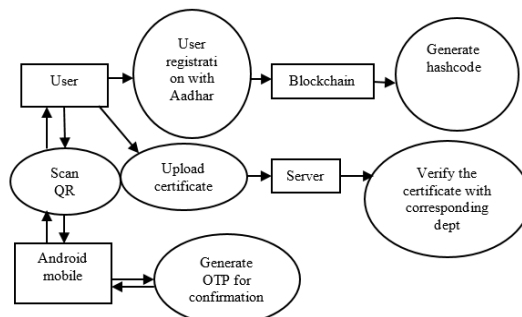 User
registrati
on with
Aadhar
Generate
hashcode
User
Blockchain
Scan
QR
Upload
certificate
Server
Verify the
certificate with
corresponding
dept
Android
mobile
Generate
OTP for
confirmation